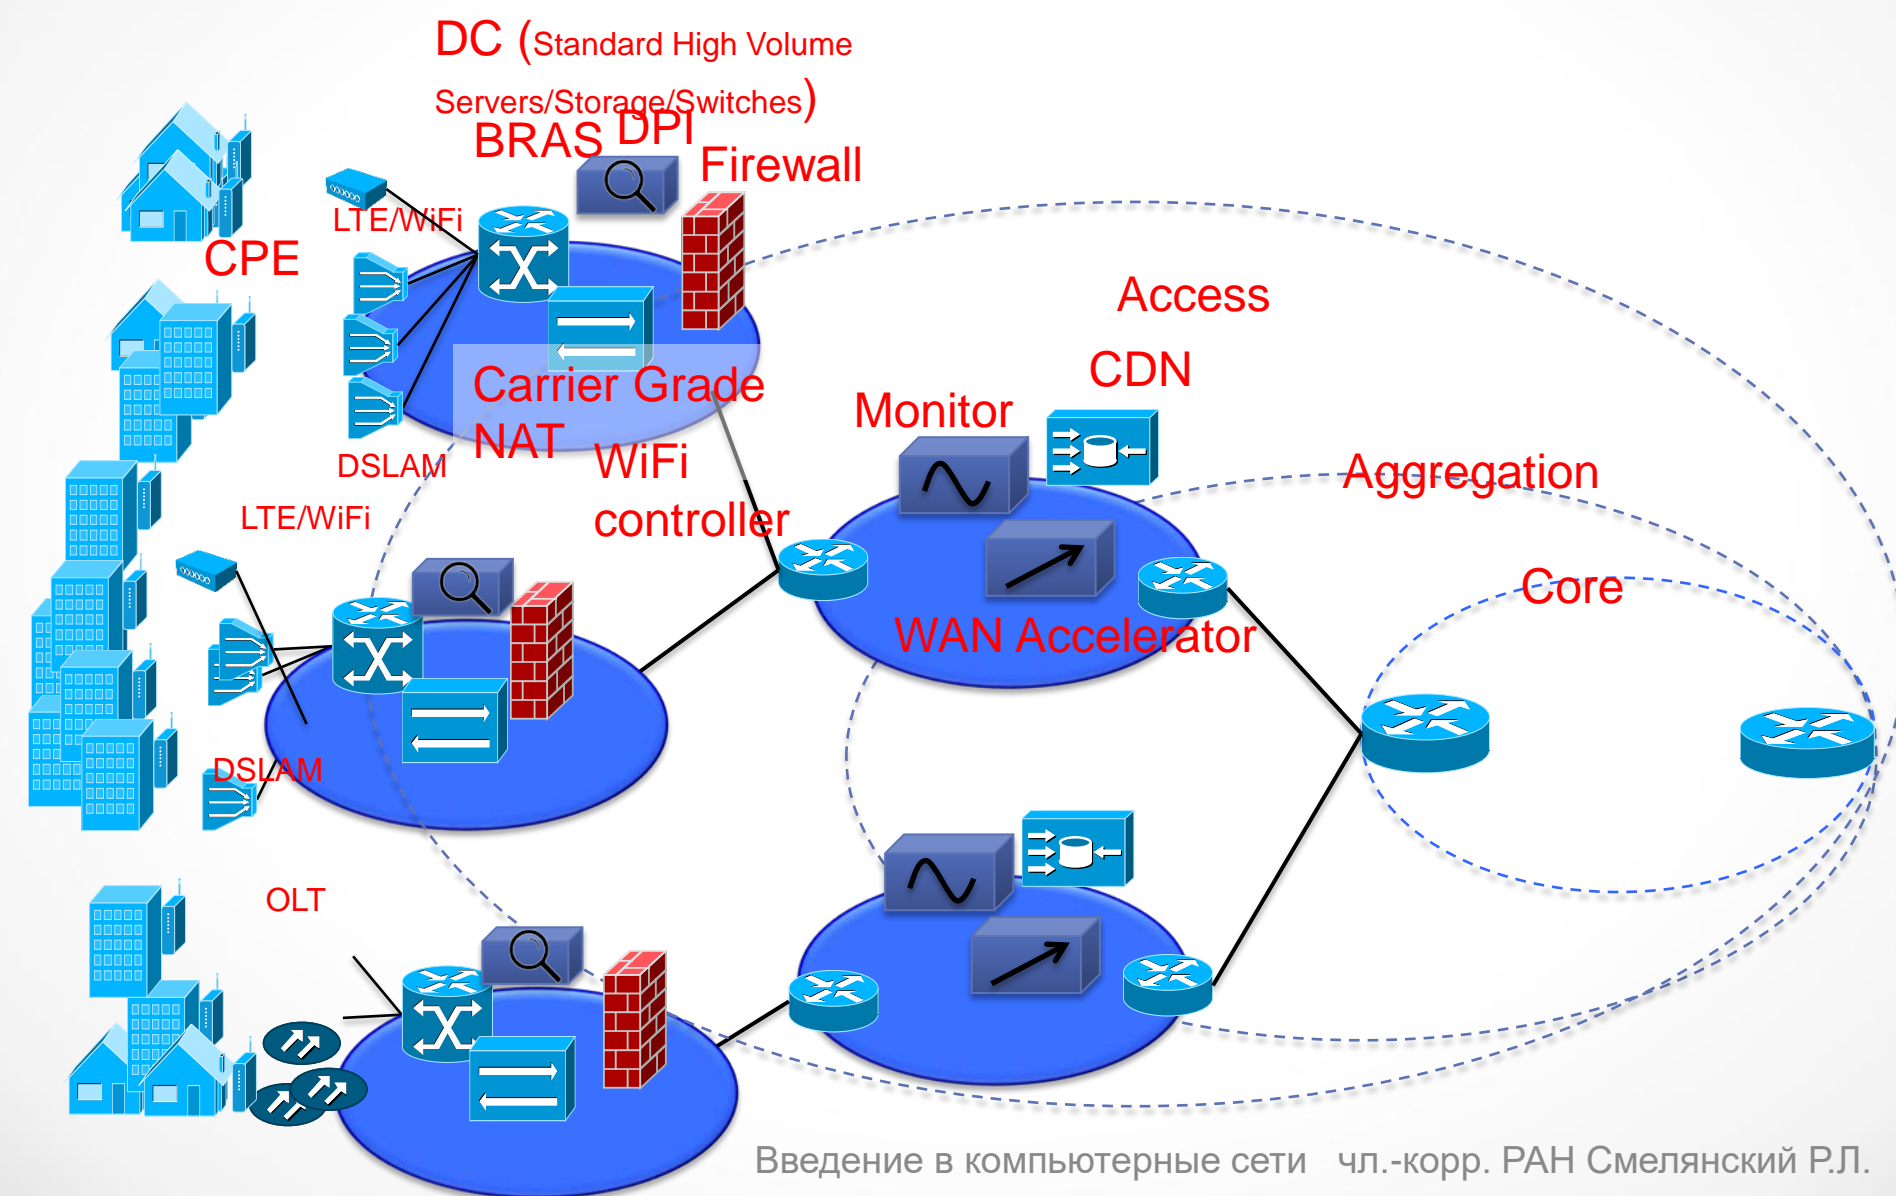 DC (Standard High Volume
Servers/Storage/Switches)
BRAS
DPI
Firewall
LTE/WiFi
CPE
Access
CDN
Carrier Grade
NAT
Monitor
DSLAM
WiFi
controller
Aggregation
LTE/WiFi
Core
WAN Accelerator
DSLAM
OLT
Введение в компьютерные сети чл.-корр. РАН Смелянский Р.Л.